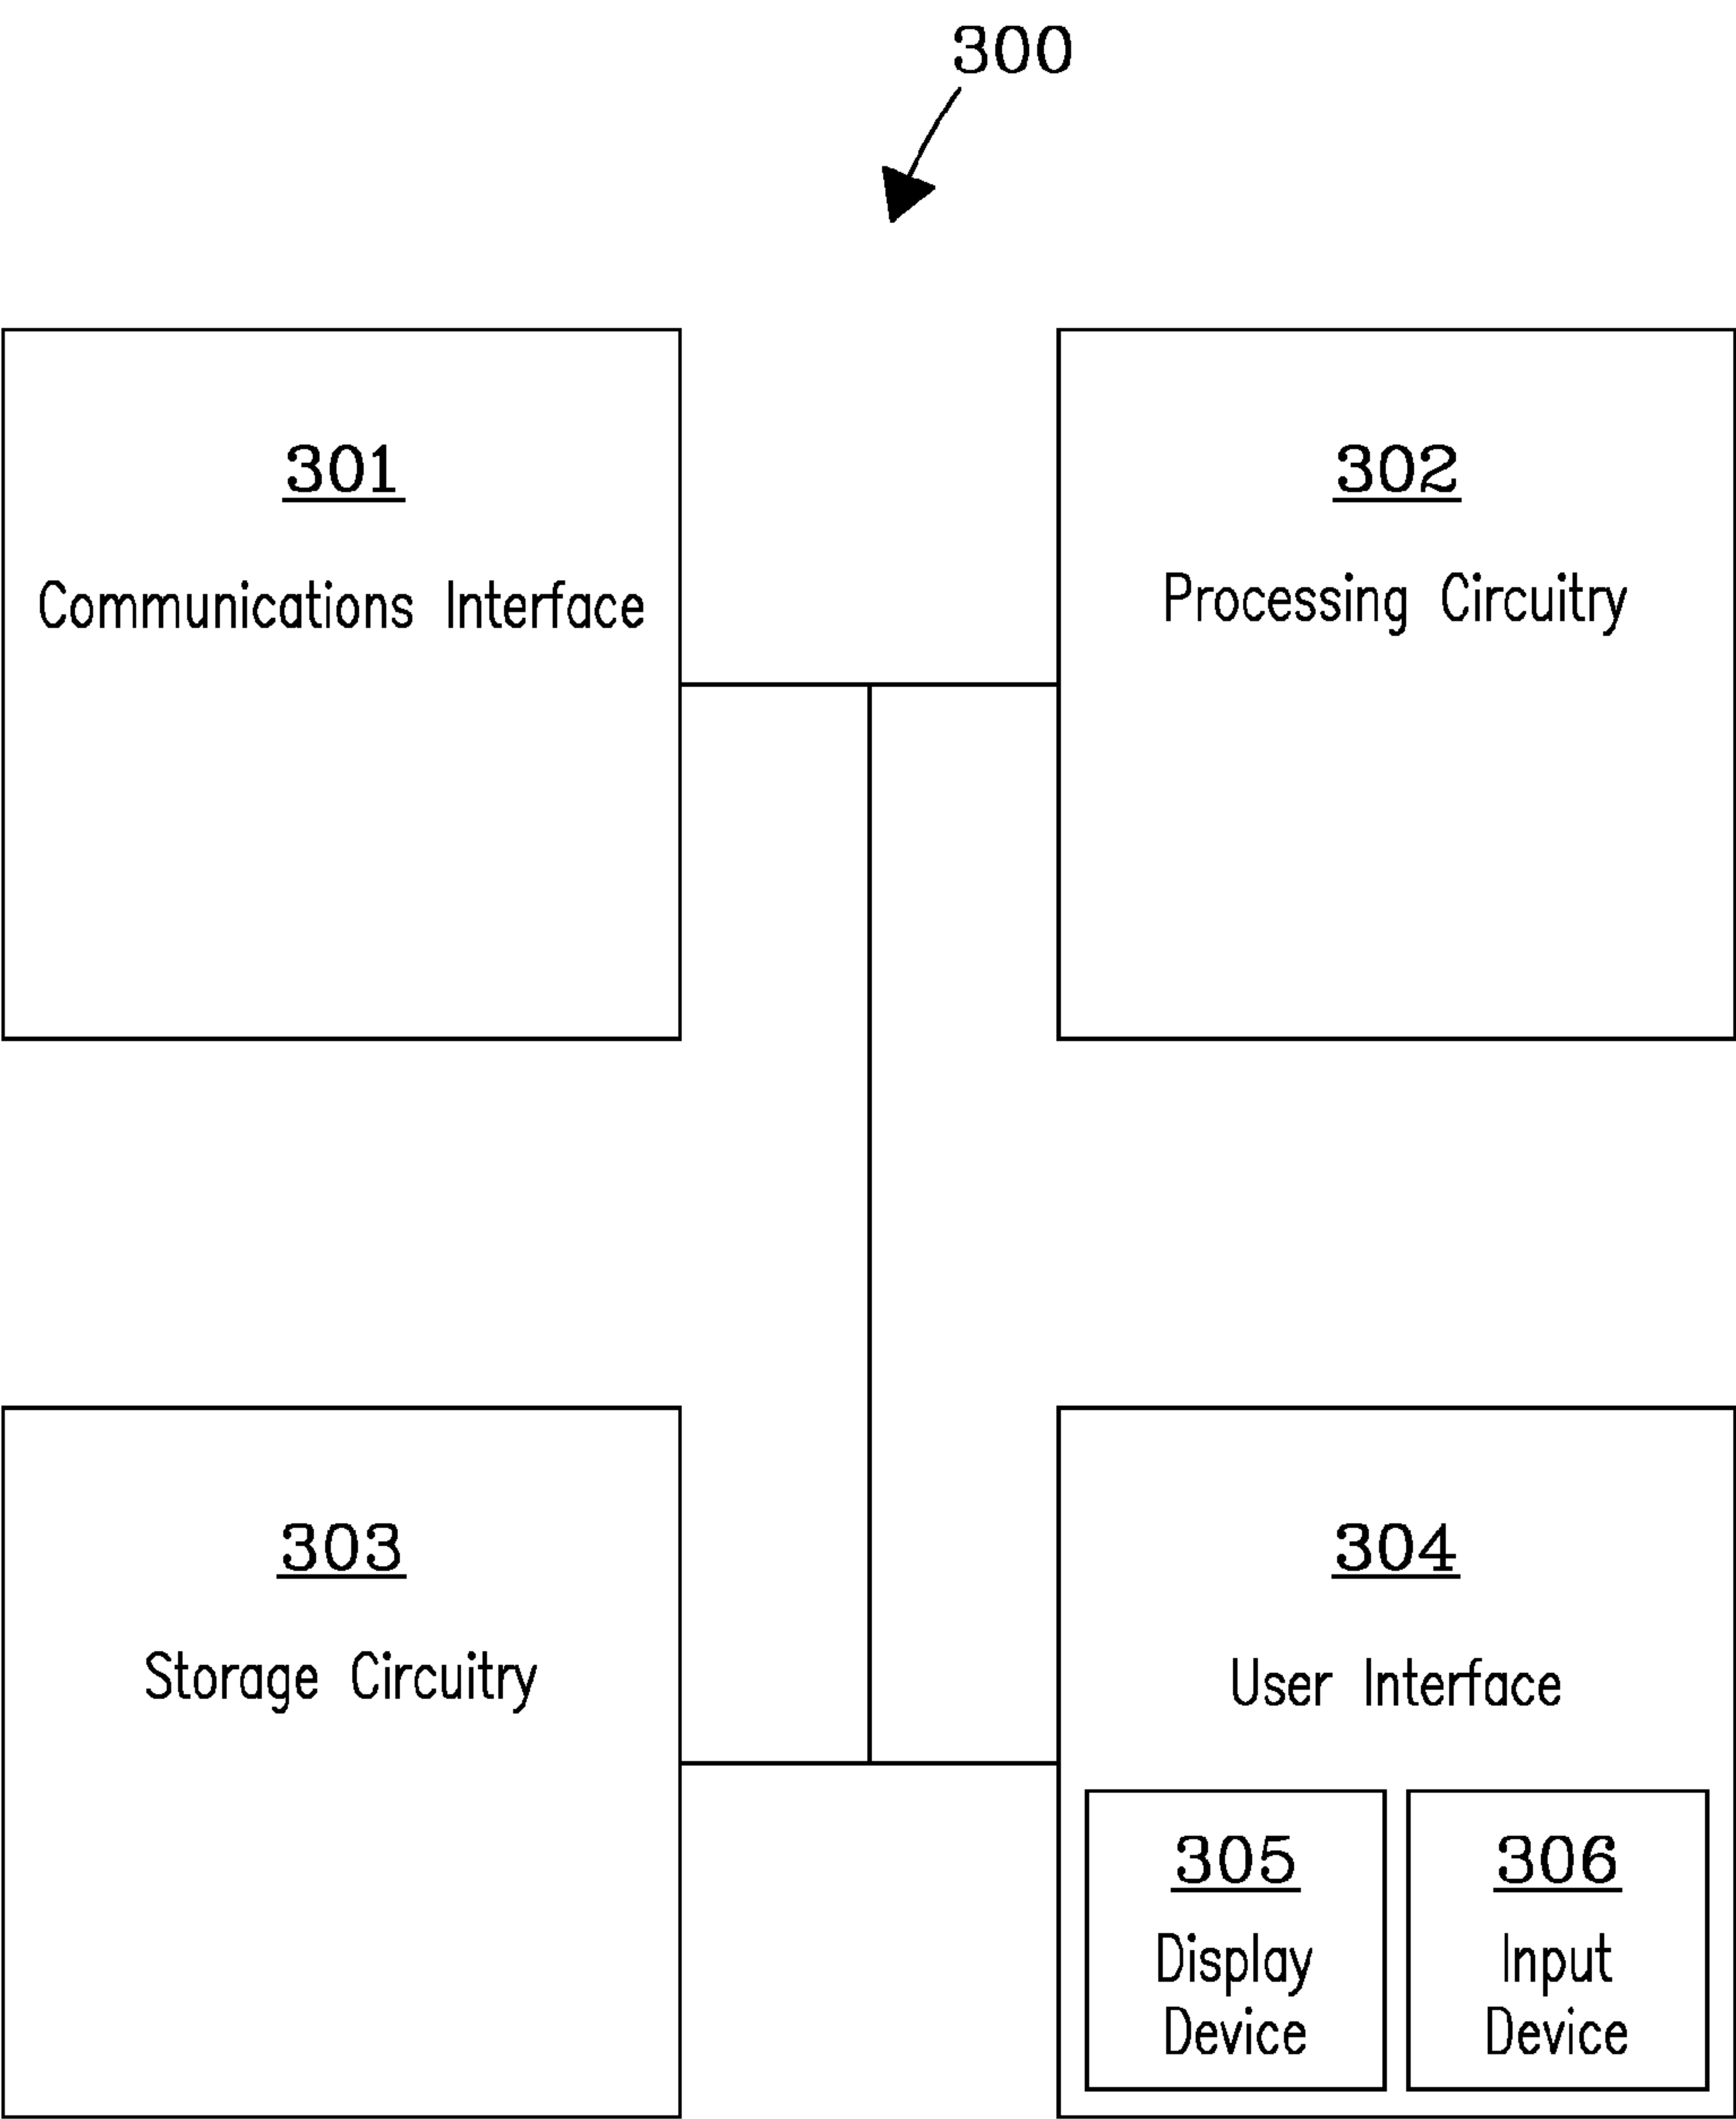 300
301
Communications Interface
302
Processing Circuitry
303
Storage Circuitry
304
User Interface
305
Display
Device
306
Input
Device